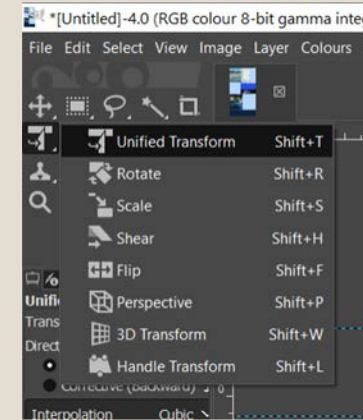 *[Untitled]-4.0 (RGB colour 8-bit gamma inte
File Edit Select View Image Layer Colours
Unified Transform Shift+T
Rotate Shift+R
Scale Shift+S
Shear Shift+H
Flip Shift+F
Perspective Shift+P
3D Transform Shift+W
Handle Transform Shift+L
Unifi
Trans
Direct
Corrective (Backward)
Interpolation Cubic